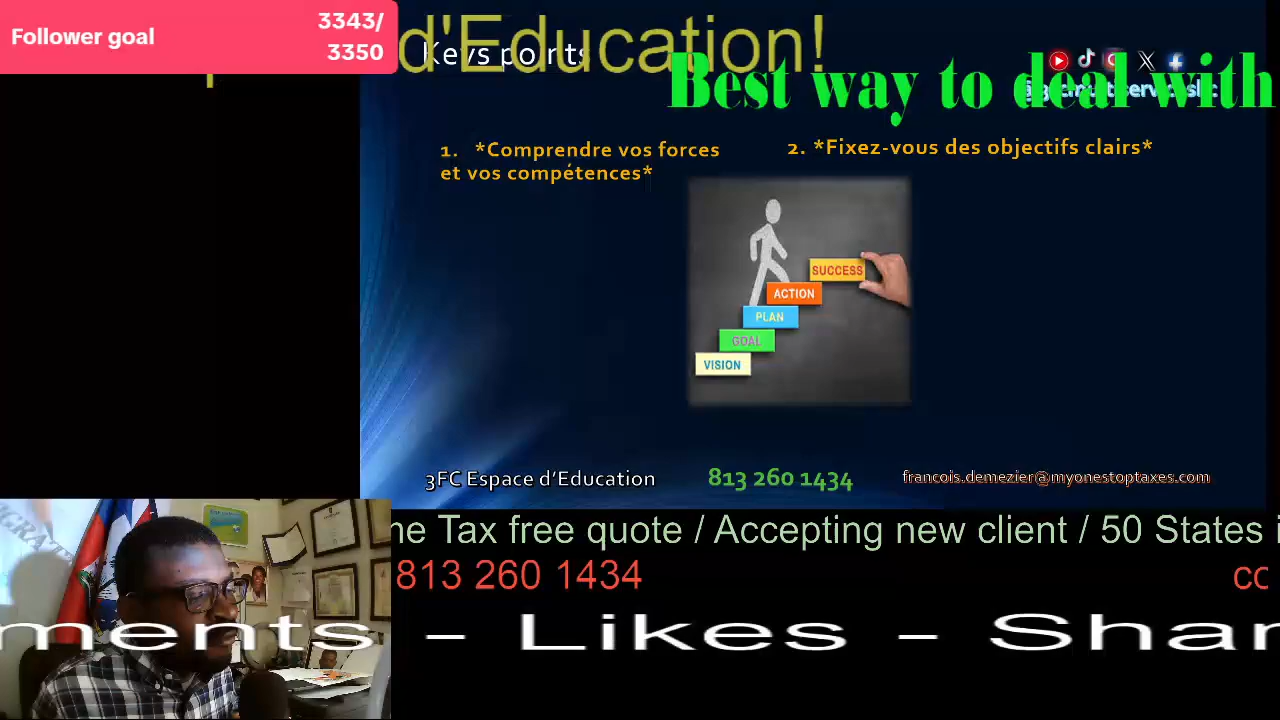 Follower goal
3343/
3350
d'Education!
Keys points
Best way to deal with
1. *Comprendre vos forces
et vos compétences*
2. *Fixez-vous des objectifs clairs*
SUCCESS
ACTION
PLAN
GOAL
VISION
3FC Espace d'Education
813 260 1434
francois.demezier@myonestoptaxes.com
ne Tax free quote / Accepting new client / 50 States i
813 260 1434
cc
ments - Likes - Shar